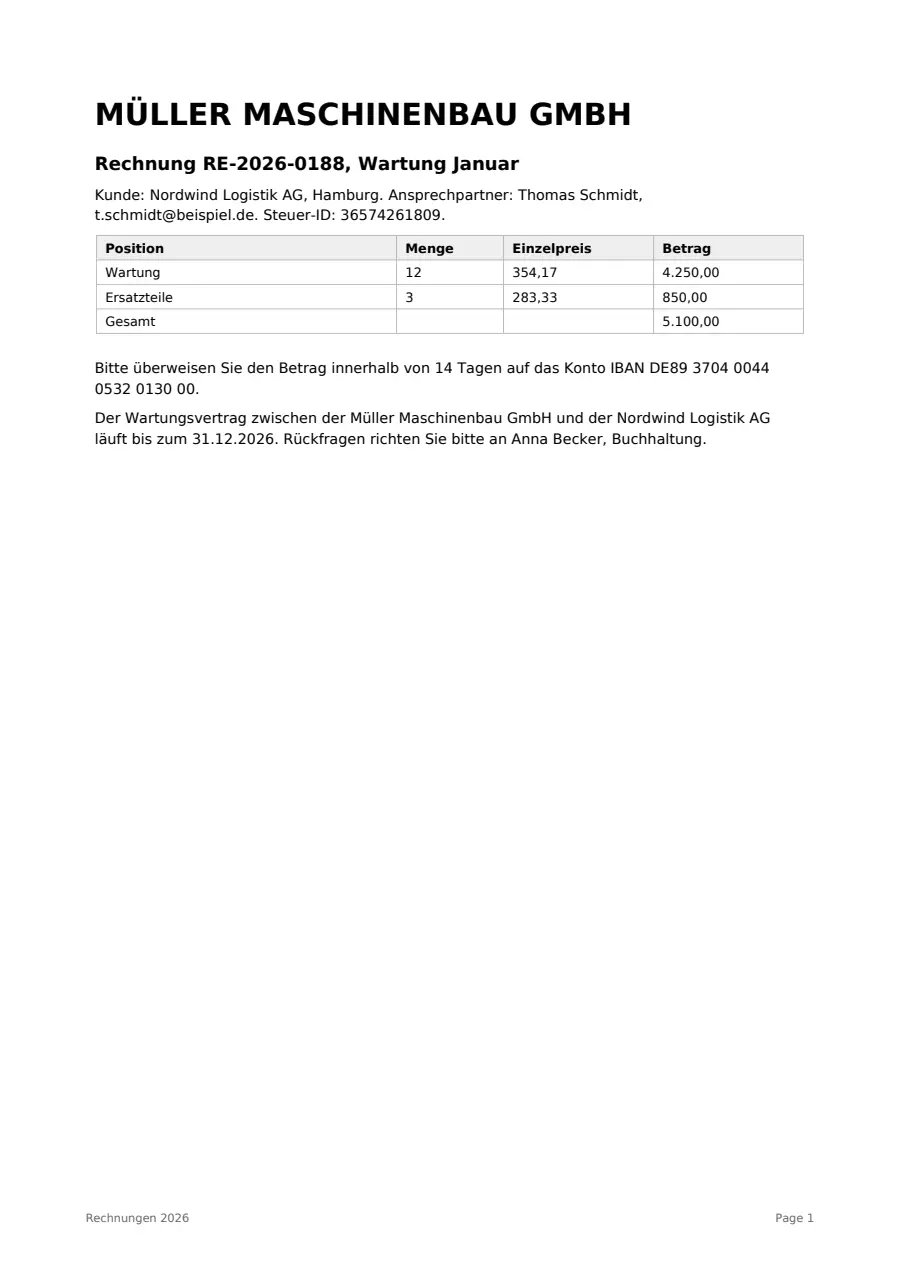 MÜLLER MASCHINENBAU GMBH
Rechnung RE-2026-0188, Wartung Januar
Kunde: Nordwind Logistik AG, Hamburg. Ansprechpartner: Thomas Schmidt,
t.schmidt@beispiel.de. Steuer-ID: 36574261809.
Position Menge Einzelpreis Betrag
Wartung 12 354,17 4.250,00
Ersatzteile 3 283,33 850,00
Gesamt 5.100,00
Bitte überweisen Sie den Betrag innerhalb von 14 Tagen auf das Konto IBAN DE89 3704 0044
0532 0130 00.
Der Wartungsvertrag zwischen der Müller Maschinenbau GmbH und der Nordwind Logistik AG
läuft bis zum 31.12.2026. Rückfragen richten Sie bitte an Anna Becker, Buchhaltung.
Rechnungen 2026 Page 1